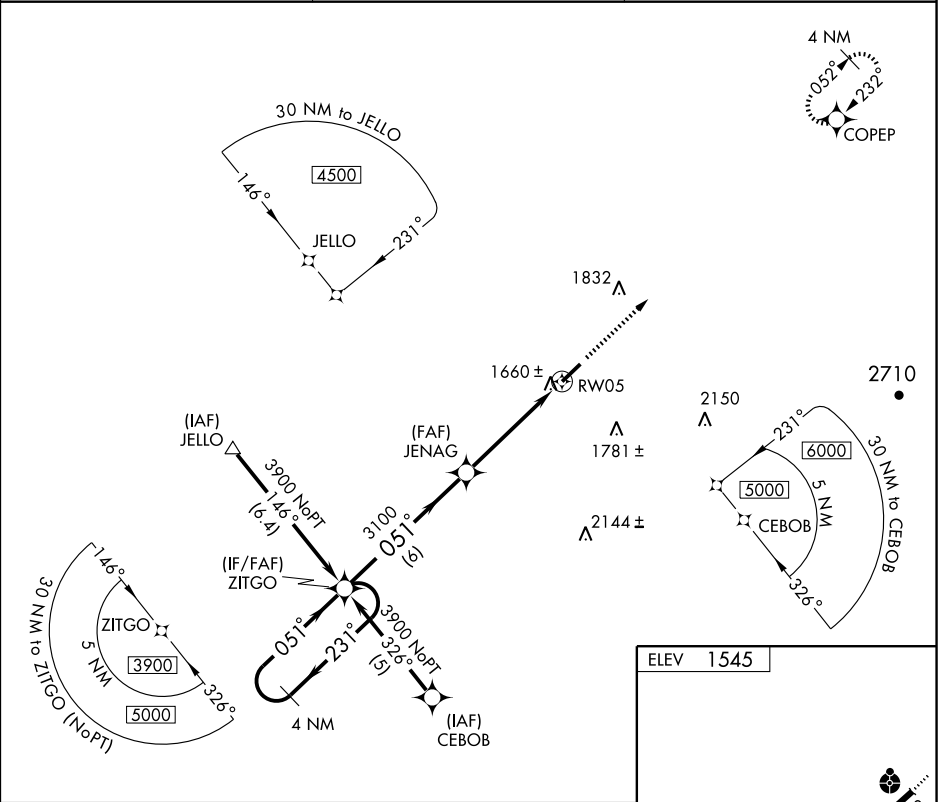 4 NM
052°
232°
COPEP
30 NM to JELLO
4500
146°
231°
JELLO
1832
1660 ±
RW05
2710
2150
1781 ±
(IAF)
JELLO
(FAF)
JENAG
231°
6000
30 NM to CEBOB
5000
5 NM
CEBOB
326°
2144 ±
3900 NoPT
146°
(6.4)
3100
051°
(6)
(IF/FAF)
ZITGO
146°
ZITGO
3900
5 NM
326°
5000
30 NM to ZITGO (NoPT)
051°
231°
4 NM
3900 NoPT
326°
(5)
(IAF)
CEBOB
ELEV 1545